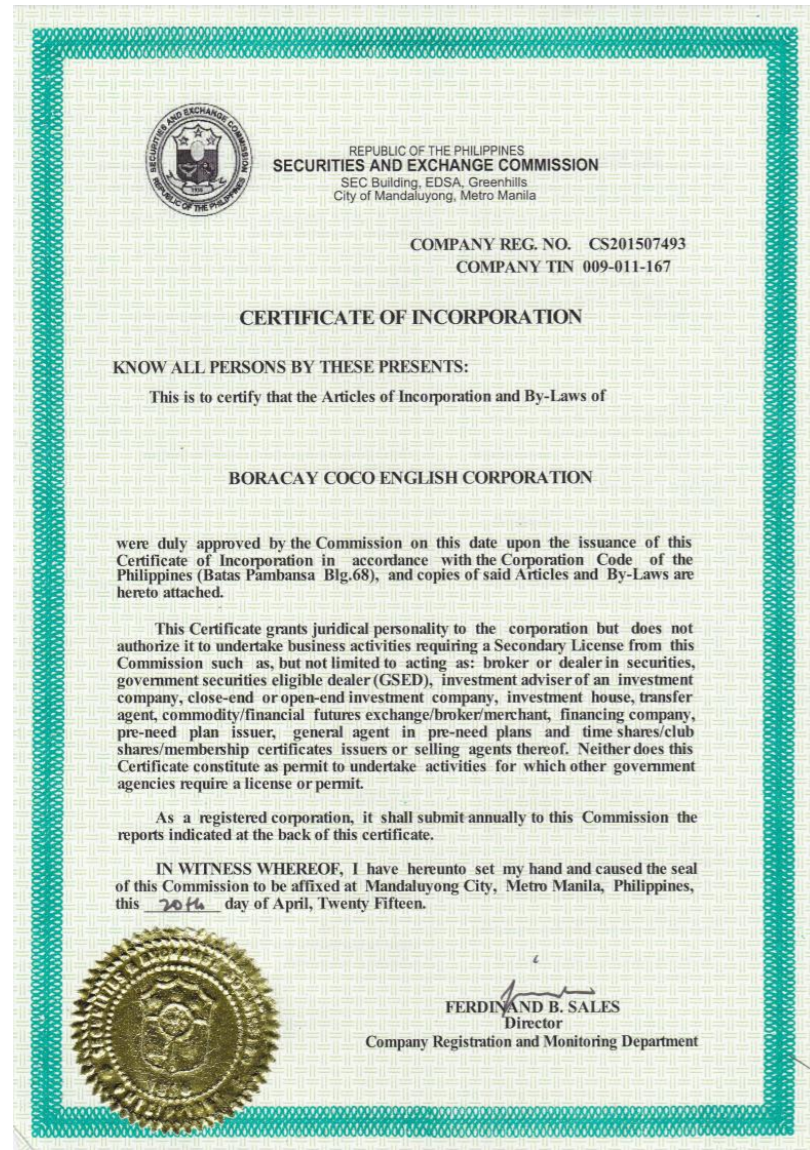 SECURITIES AND EXCHANGE COMMISSION
REPUBLIC OF THE PHILIPPINES
1936
REPUBLIC OF THE PHILIPPINES
SECURITIES AND EXCHANGE COMMISSION
SEC Building, EDSA, Greenhills
City of Mandaluyong, Metro Manila
COMPANY REG. NO. CS201507493
COMPANY TIN 009-011-167
CERTIFICATE OF INCORPORATION
KNOW ALL PERSONS BY THESE PRESENTS:
This is to certify that the Articles of Incorporation and By-Laws of
BORACAY COCO ENGLISH CORPORATION
were duly approved by the Commission on this date upon the issuance of this
Certificate of Incorporation in accordance with the Corporation Code of the
Philippines (Batas Pambansa Blg.68), and copies of said Articles and By-Laws are
hereto attached.
This Certificate grants juridical personality to the corporation but does not
authorize it to undertake business activities requiring a Secondary License from this
Commission such as, but not limited to acting as: broker or dealer in securities,
government securities eligible dealer (GSED), investment adviser of an investment
company, close-end or open-end investment company, investment house, transfer
agent, commodity/financial futures exchange/broker/merchant, financing company,
pre-need plan issuer, general agent in pre-need plans and time shares/club
shares/membership certificates issuers or selling agents thereof. Neither does this
Certificate constitute as permit to undertake activities for which other government
agencies require a license or permit.
As a registered corporation, it shall submit annually to this Commission the
reports indicated at the back of this certificate.
IN WITNESS WHEREOF, I have hereunto set my hand and caused the seal
of this Commission to be affixed at Mandaluyong City, Metro Manila, Philippines,
this 20th day of April, Twenty Fifteen.
FERDINAND B. SALES
Director
Company Registration and Monitoring Department